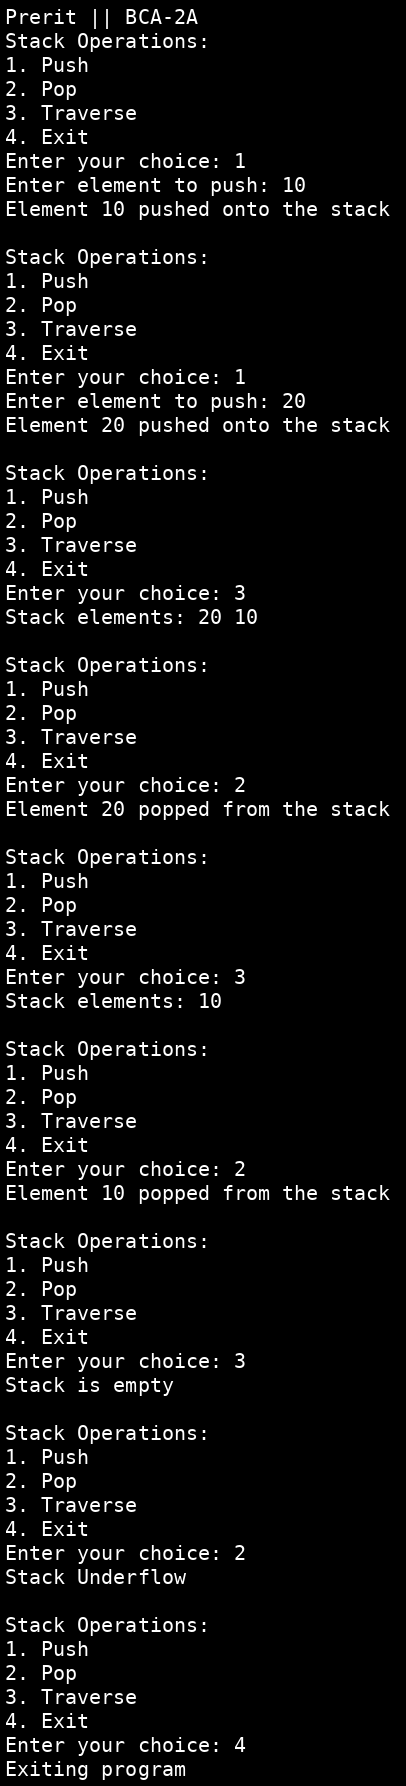 Prerit || BCA-2A
Stack Operations:
1. Push
2. Pop
3. Traverse
4. Exit
Enter your choice: 1
Enter element to push: 10
Element 10 pushed onto the stack

Stack Operations:
1. Push
2. Pop
3. Traverse
4. Exit
Enter your choice: 1
Enter element to push: 20
Element 20 pushed onto the stack

Stack Operations:
1. Push
2. Pop
3. Traverse
4. Exit
Enter your choice: 3
Stack elements: 20 10

Stack Operations:
1. Push
2. Pop
3. Traverse
4. Exit
Enter your choice: 2
Element 20 popped from the stack

Stack Operations:
1. Push
2. Pop
3. Traverse
4. Exit
Enter your choice: 3
Stack elements: 10

Stack Operations:
1. Push
2. Pop
3. Traverse
4. Exit
Enter your choice: 2
Element 10 popped from the stack

Stack Operations:
1. Push
2. Pop
3. Traverse
4. Exit
Enter your choice: 3
Stack is empty

Stack Operations:
1. Push
2. Pop
3. Traverse
4. Exit
Enter your choice: 2
Stack Underflow

Stack Operations:
1. Push
2. Pop
3. Traverse
4. Exit
Enter your choice: 4
Exiting program